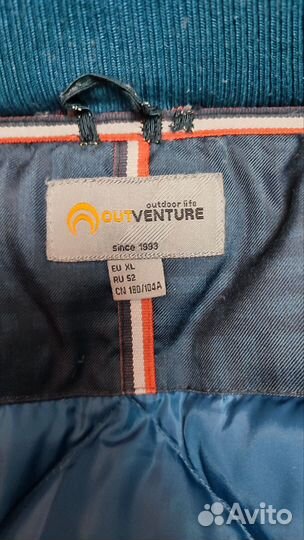 outdoor life
OUTVENTURE
since 1993
EU XL
RU 52
CN 180/104A
Avito